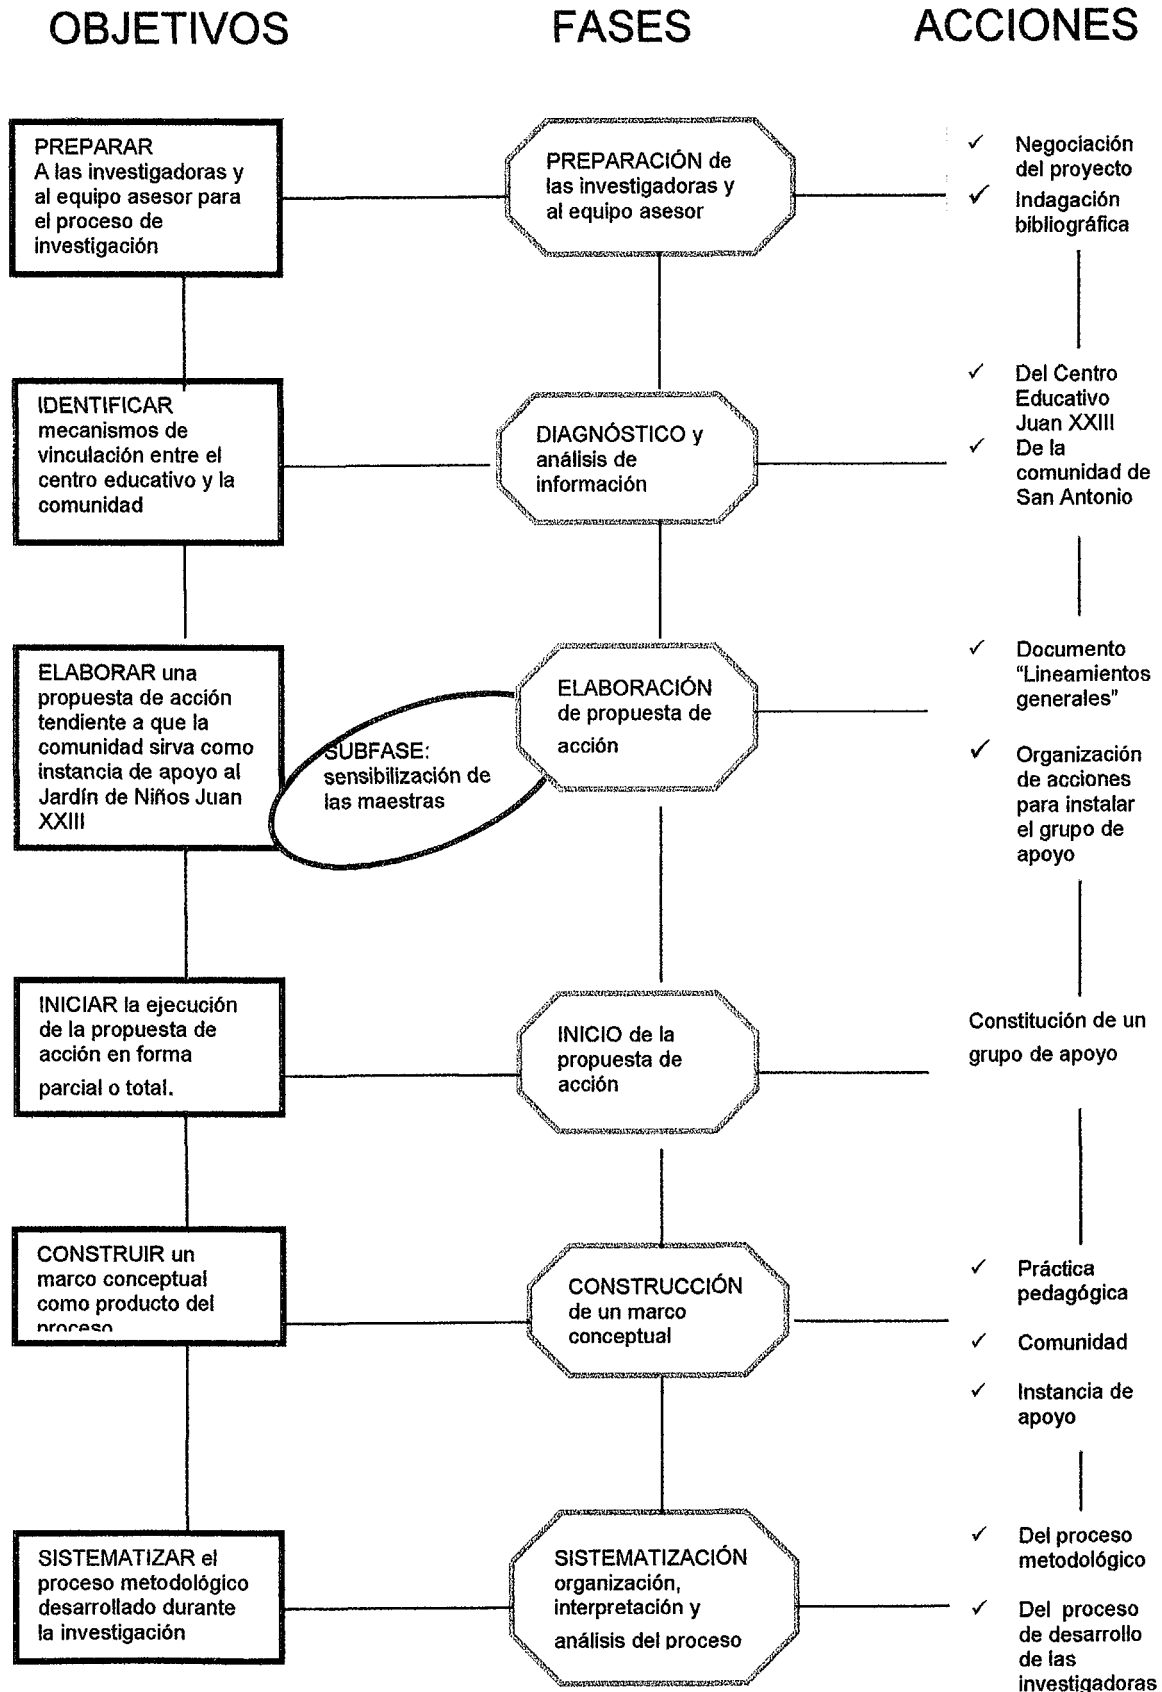 OBJETIVOS
FASES
ACCIONES
PREPARAR
A las investigadoras y
al equipo asesor para
el proceso de
investigación
PREPARACIÓN de
las investigadoras y
al equipo asesor
✓ Negociación
del proyecto
✓ Indagación
bibliográfica
IDENTIFICAR
mecanismos de
vinculación entre el
centro educativo y la
comunidad
DIAGNÓSTICO y
análisis de
información
✓ Del Centro
Educativo
Juan XXIII
✓ De la
comunidad de
San Antonio
ELABORAR una
propuesta de acción
tendiente a que la
comunidad sirva como
instancia de apoyo al
Jardín de Niños Juan
XXIII
SUBFASE:
sensibilización de
las maestras
ELABORACIÓN
de propuesta de
acción
✓ Documento
"Lineamientos
generales"
✓ Organización
de acciones
para instalar
el grupo de
apoyo
INICIAR la ejecución
de la propuesta de
acción en forma
parcial o total.
INICIO de la
propuesta de
acción
Constitución de un
grupo de apoyo
CONSTRUIR un
marco conceptual
como producto del
proceso
CONSTRUCCIÓN
de un marco
conceptual
✓ Práctica
pedagógica
✓ Comunidad
✓ Instancia de
apoyo
SISTEMATIZAR el
proceso metodológico
desarrollado durante
la investigación
SISTEMATIZACIÓN
organización,
interpretación y
análisis del proceso
✓ Del proceso
metodológico
✓ Del proceso
de desarrollo
de las
investigadoras